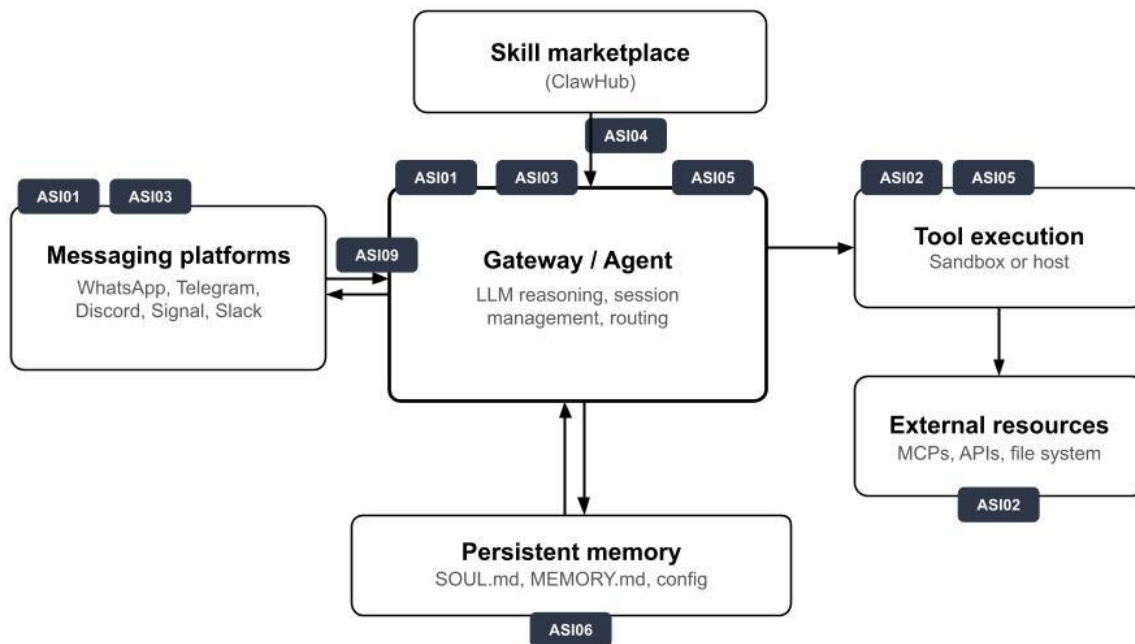 Skill marketplace
(ClawHub)
ASI04
ASI01
ASI03
ASI05
ASI02
ASI05
ASI01
ASI03
Messaging platforms
WhatsApp, Telegram,
Discord, Signal, Slack
ASI09
Gateway / Agent
LLM reasoning, session
management, routing
Tool execution
Sandbox or host
External resources
MCPs, APIs, file system
ASI02
Persistent memory
SOUL.md, MEMORY.md, config
ASI06